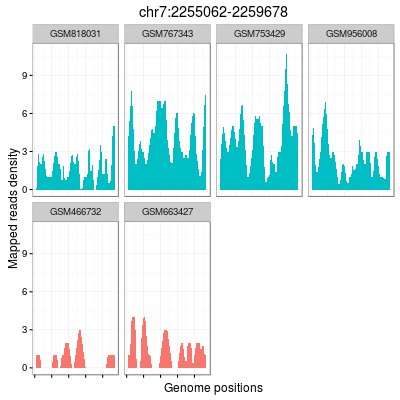 chr7:2255062-2259678
GSM818031 GSM767343 GSM753429 GSM956008
9
6
3
0
GSM466732 GSM663427
9
6
3
0
Mapped reads density
Genome positions